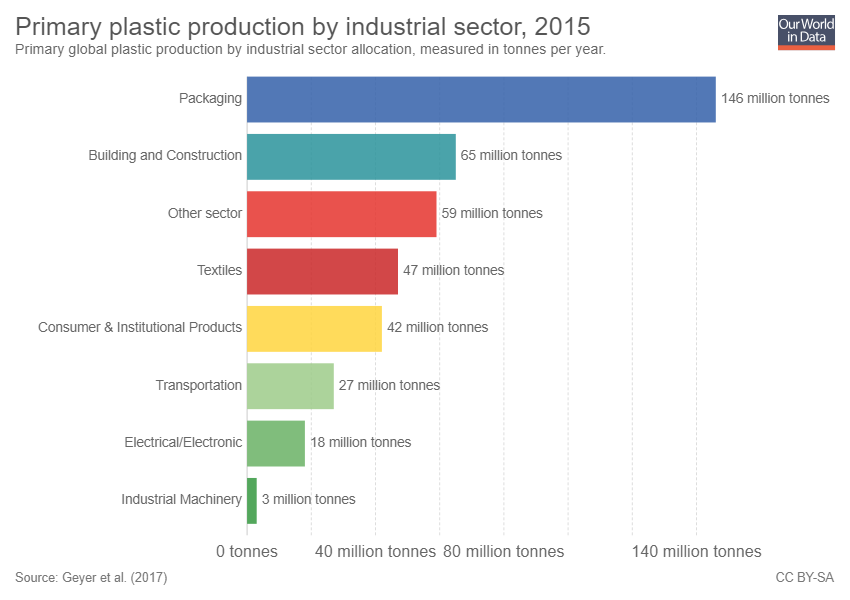 Primary plastic production by industrial sector, 2015
Our World
in Data
Primary global plastic production by industrial sector allocation, measured in tonnes per year.
Packaging 146 million tonnes
Building and Construction 65 million tonnes
Other sector 59 million tonnes
Textiles 47 million tonnes
Consumer & Institutional Products 42 million tonnes
Transportation 27 million tonnes
Electrical/Electronic 18 million tonnes
Industrial Machinery 3 million tonnes
0 tonnes 40 million tonnes 80 million tonnes 140 million tonnes
Source: Geyer et al. (2017) CC BY-SA